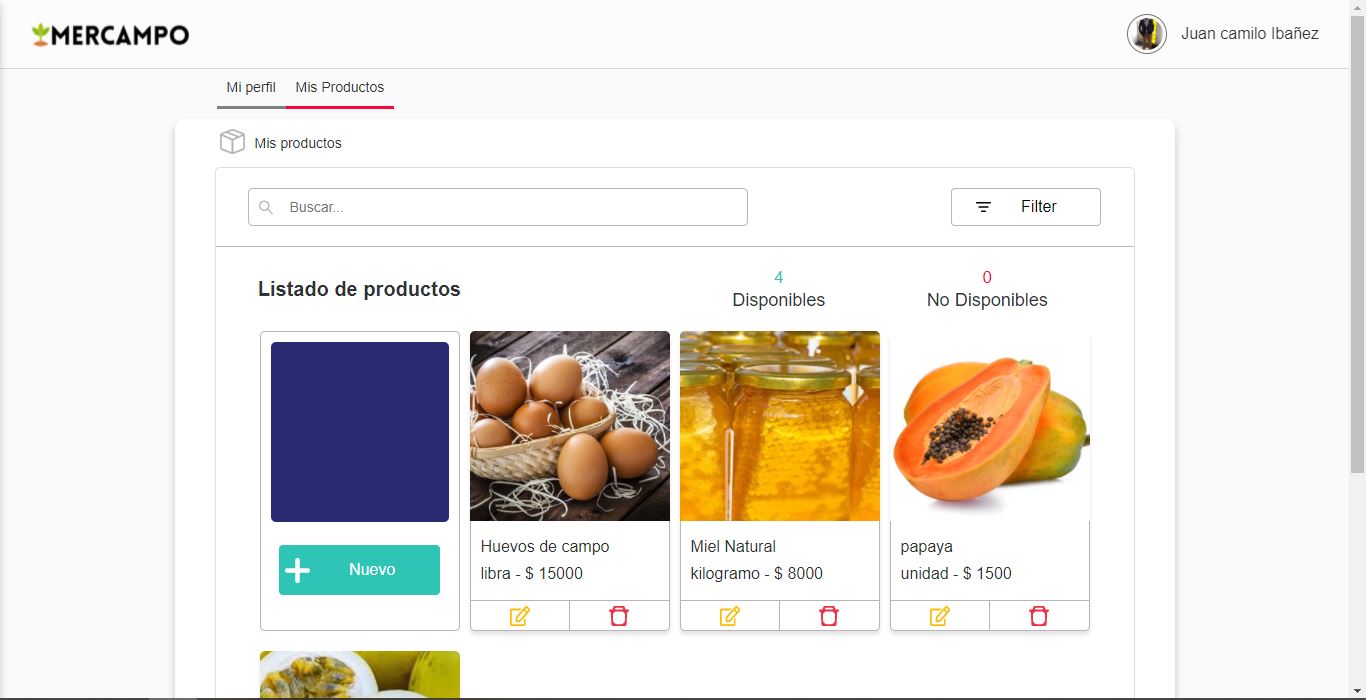 MERCAMPO
Juan camilo Ibañez
Mi perfil
Mis Productos
Mis productos
Buscar...
Filter
Listado de productos
4
Disponibles
0
No Disponibles
Nuevo
Huevos de campo
libra - $ 15000
Miel Natural
kilogramo - $ 8000
papaya
unidad - $ 1500